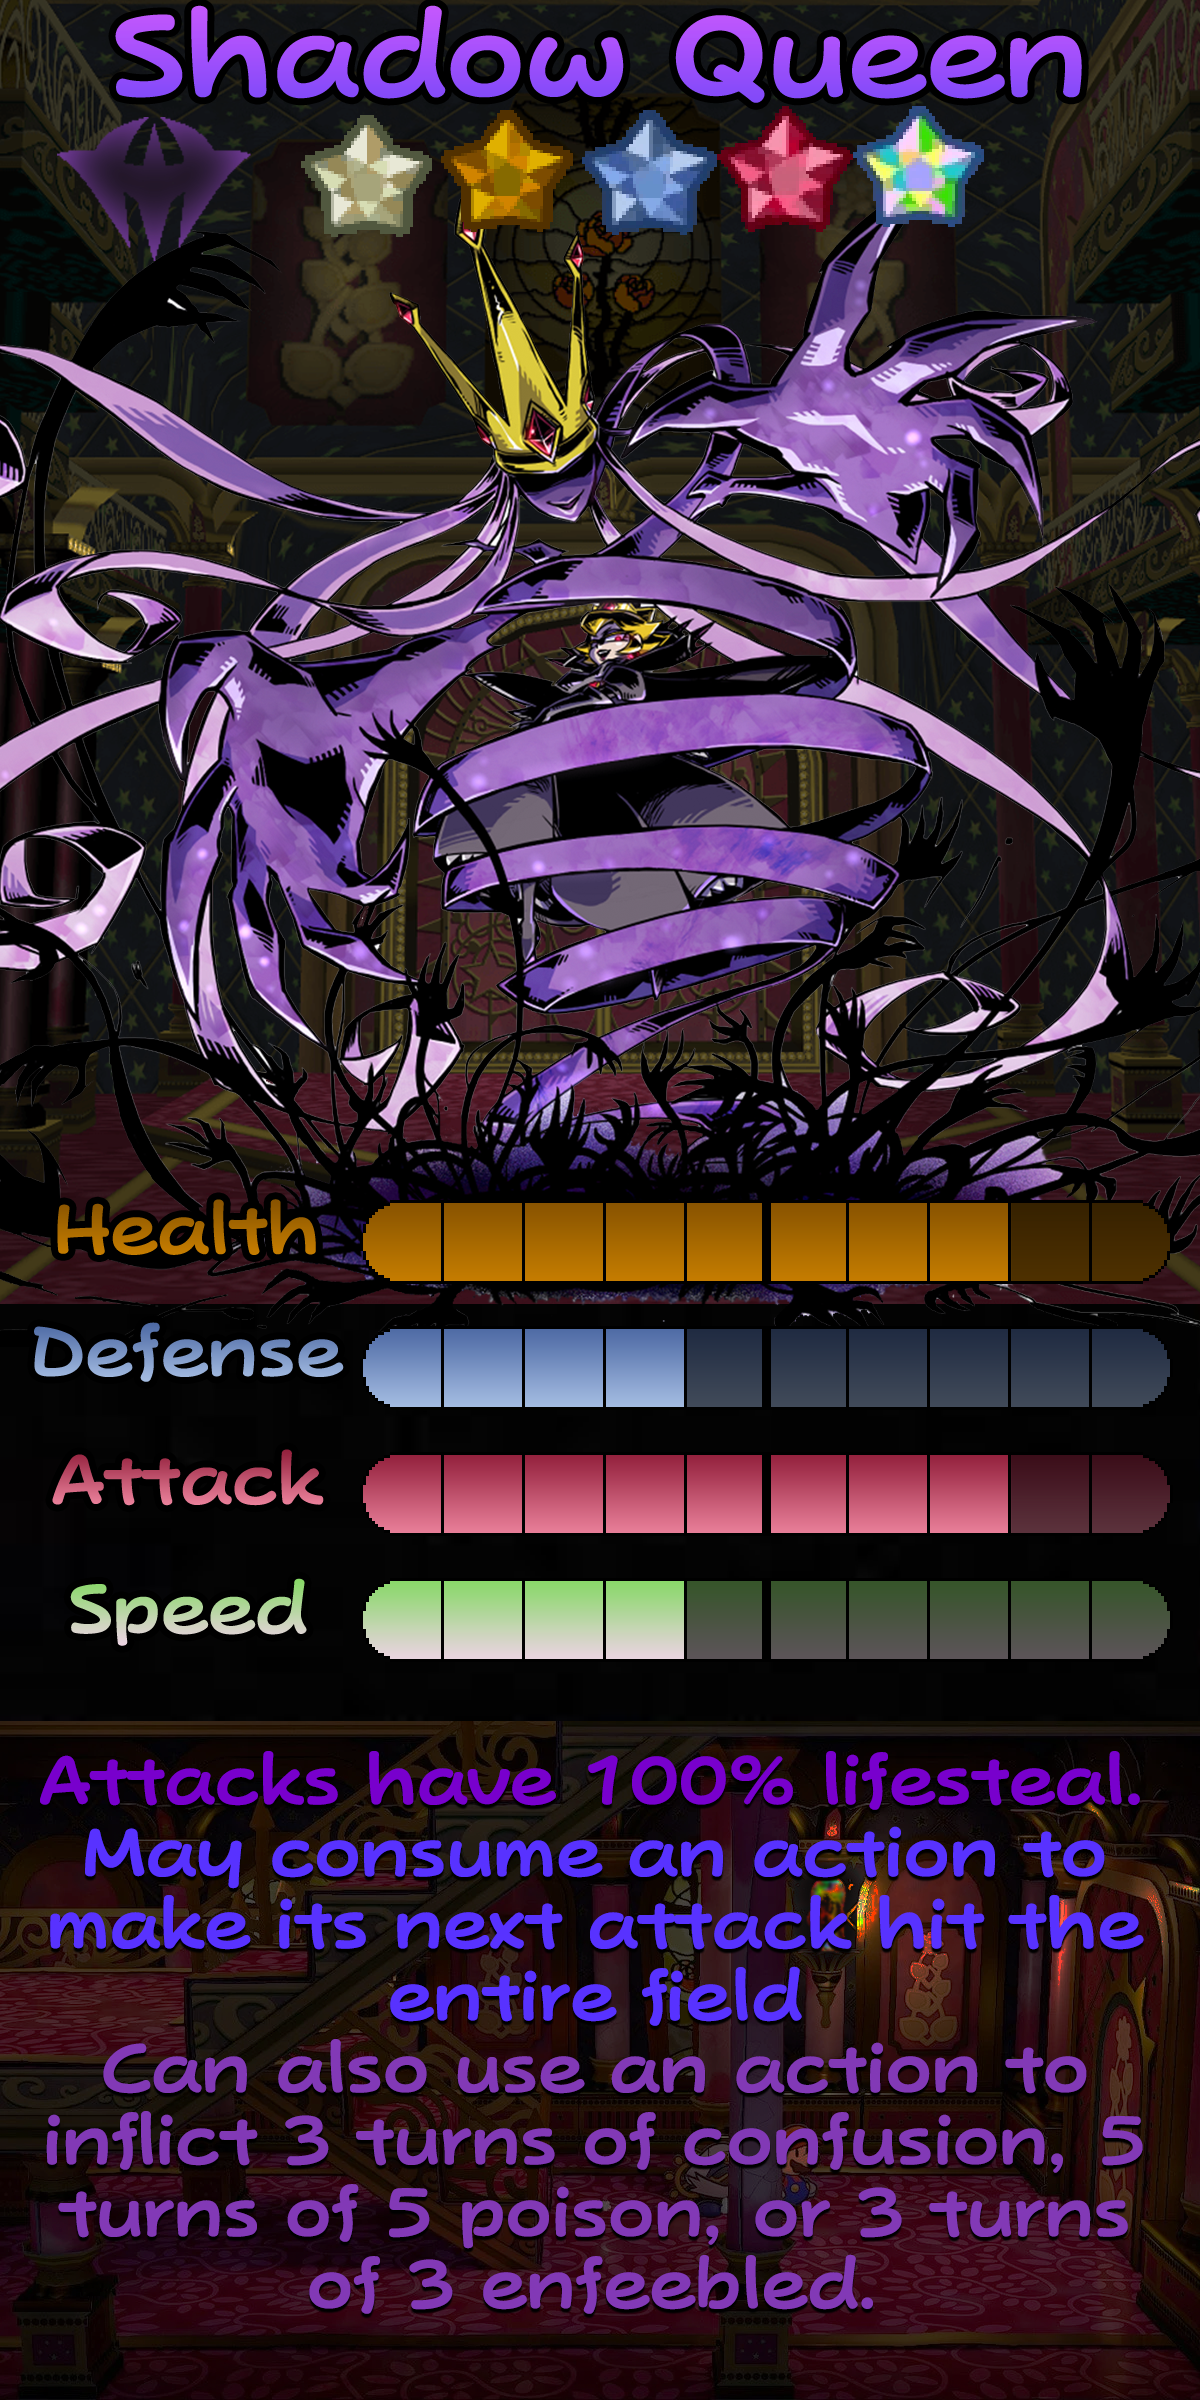 Shadow Queen
Health
Defense
Attack
Speed
Attacks have 100% lifesteal.
May consume an action to
make its next attack hit the
entire field
Can also use an action to
inflict 3 turns of confusion, 5
turns of 5 poison, or 3 turns
of 3 enfeebled.